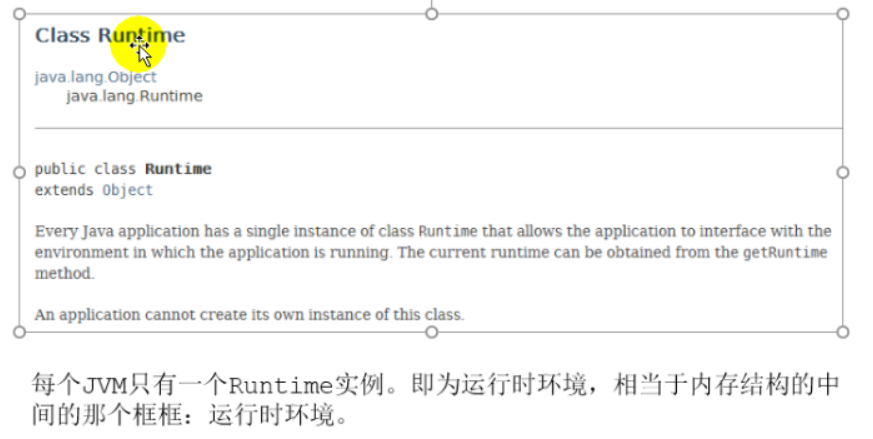 Class Runtime
java.lang.Object
java.lang.Runtime
public class Runtime
extends Object
Every Java application has a single instance of class Runtime that allows the application to interface with the
environment in which the application is running. The current runtime can be obtained from the getRuntime
method.
An application cannot create its own instance of this class.
每个JVM只有一个Runtime实例。即为运行时环境，相当于内存结构的中
间的那个框框：运行时环境。